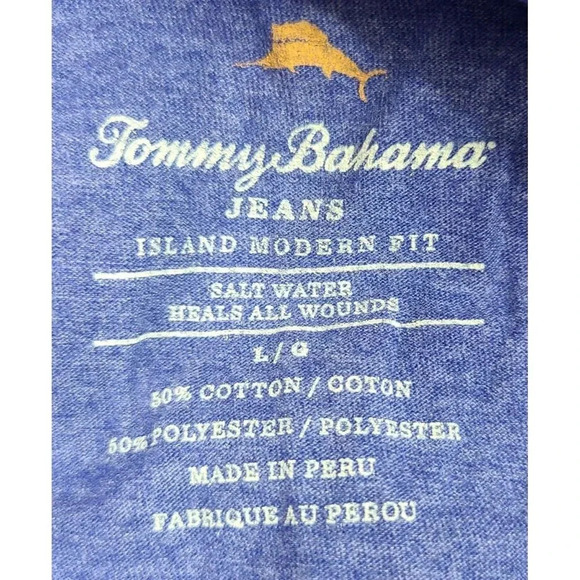 Tommy Bahama
JEANS
ISLAND MODERN FIT
SALT WATER
HEALS ALL WOUNDS
L / G
50% COTTON / COTON
50% POLYESTER / POLYESTER
MADE IN PERU
FABRIQUE AU PEROU